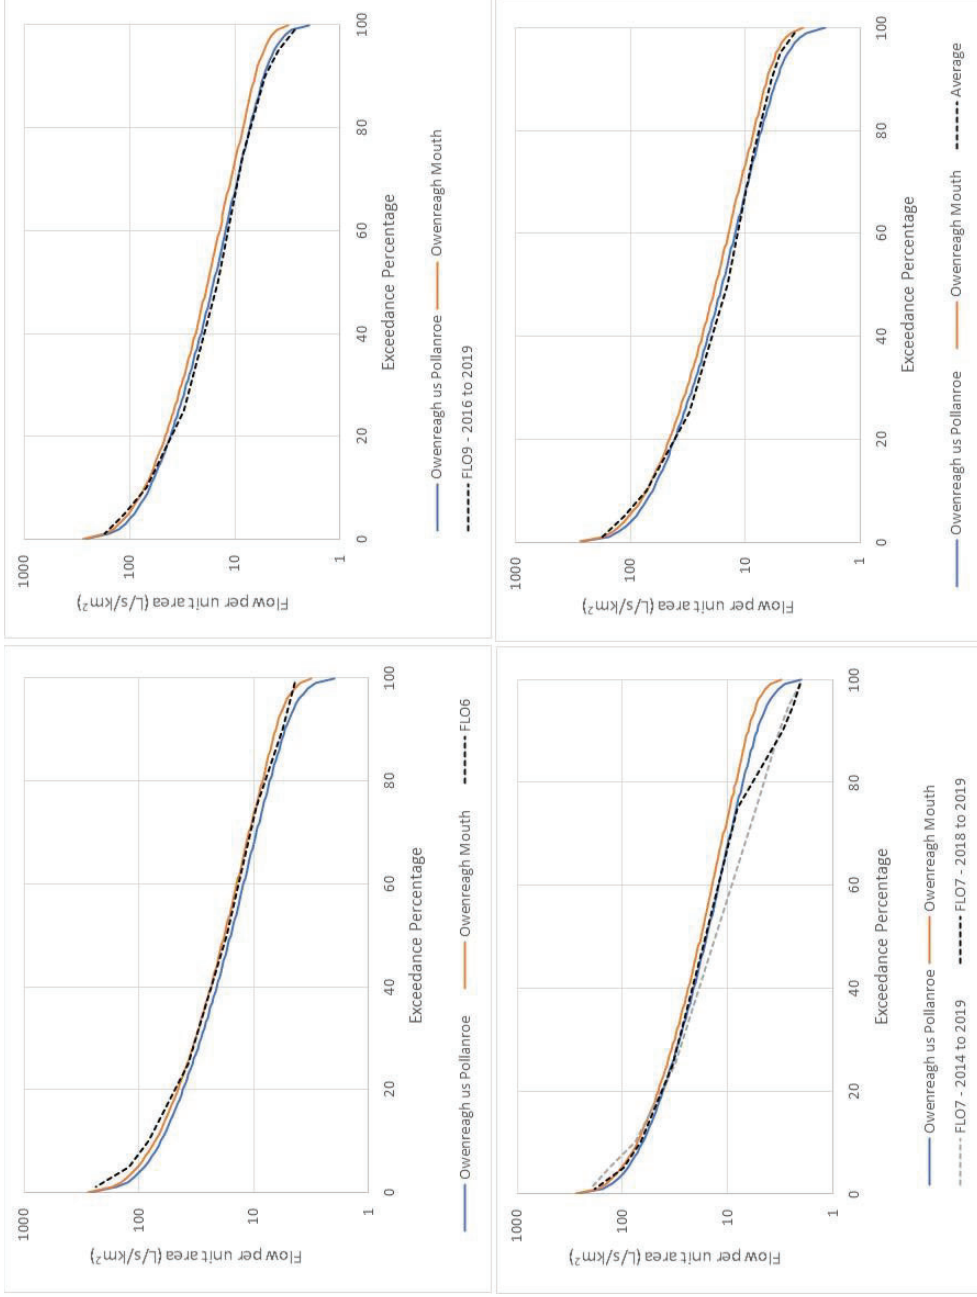 Flow per unit area (L/s/km²)
1000
100
10
1
0
20
40
60
80
100
Exceedance Percentage
Owenreagh us Pollanroe
Owenreagh Mouth
FLO6
Flow per unit area (L/s/km²)
1000
100
10
1
0
20
40
60
80
100
Exceedance Percentage
Owenreagh us Pollanroe
Owenreagh Mouth
FLO9 - 2016 to 2019
Flow per unit area (L/s/km²)
1000
100
10
1
0
20
40
60
80
100
Exceedance Percentage
Owenreagh us Pollanroe
Owenreagh Mouth
FLO7 - 2014 to 2019
FLO7 - 2018 to 2019
Flow per unit area (L/s/km²)
1000
100
10
1
0
20
40
60
80
100
Exceedance Percentage
Owenreagh us Pollanroe
Owenreagh Mouth
Average